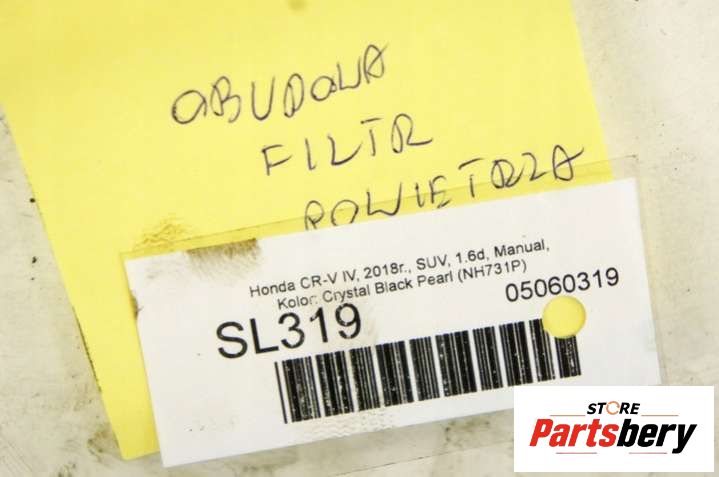 OBUDOWA
FILTR
POWIETRZA
Honda CR-V IV, 2018r., SUV, 1.6d, Manual,
Kolor: Crystal Black Pearl (NH731P)
SL319
05060319
STORE
Partsbery